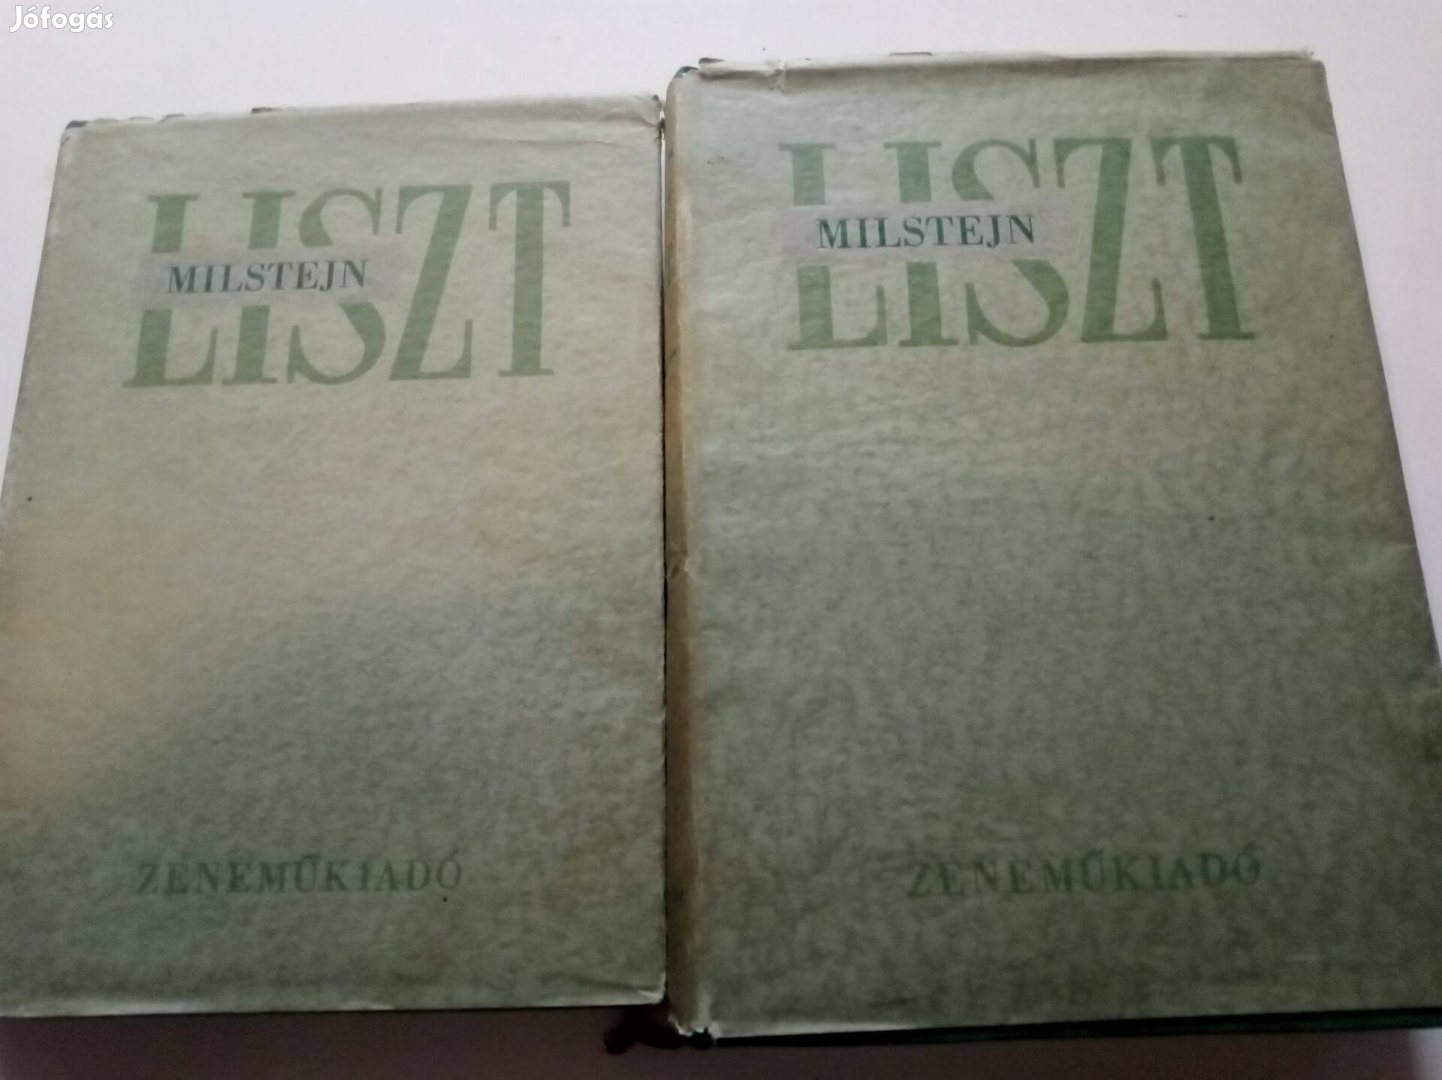 Jófogás
LISZT
MILSTEJN
ZENEMŰKIADÓ
LISZT
MILSTEJN
ZENEMŰKIADÓ